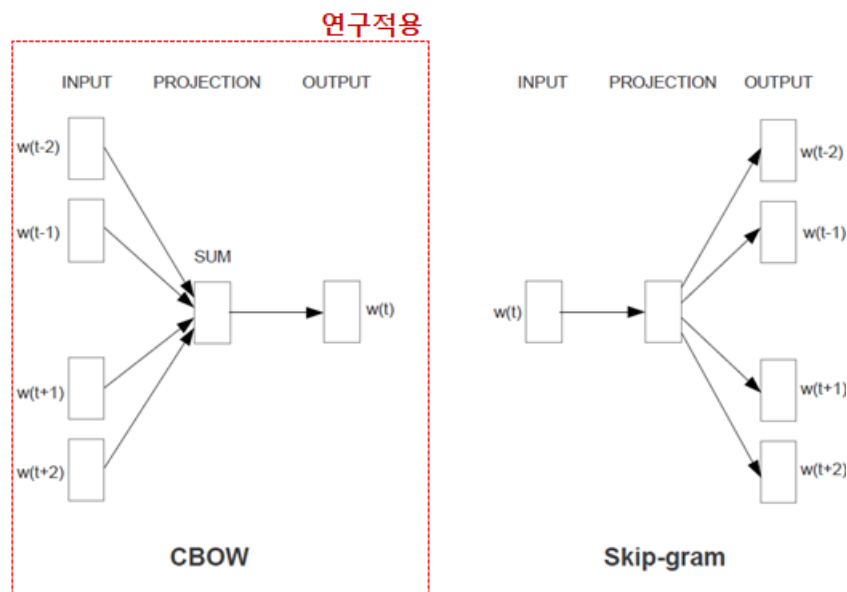 연구적용
INPUT PROJECTION OUTPUT
w(t-2)
w(t-1)
SUM
w(t)
w(t+1)
w(t+2)
CBOW
INPUT PROJECTION OUTPUT
w(t-2)
w(t-1)
w(t)
w(t+1)
w(t+2)
Skip-gram